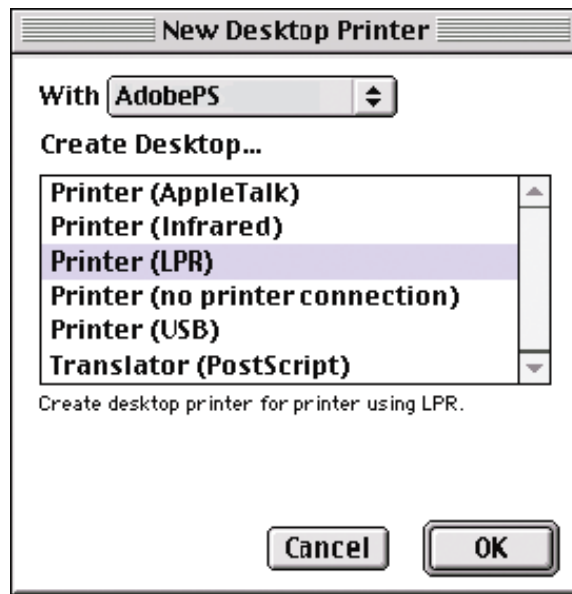 New Desktop Printer
With AdobePS
Create Desktop...
Printer (AppleTalk)
Printer (Infrared)
Printer (LPR)
Printer (no printer connection)
Printer (USB)
Translator (PostScript)
Create desktop printer for printer using LPR.
Cancel OK